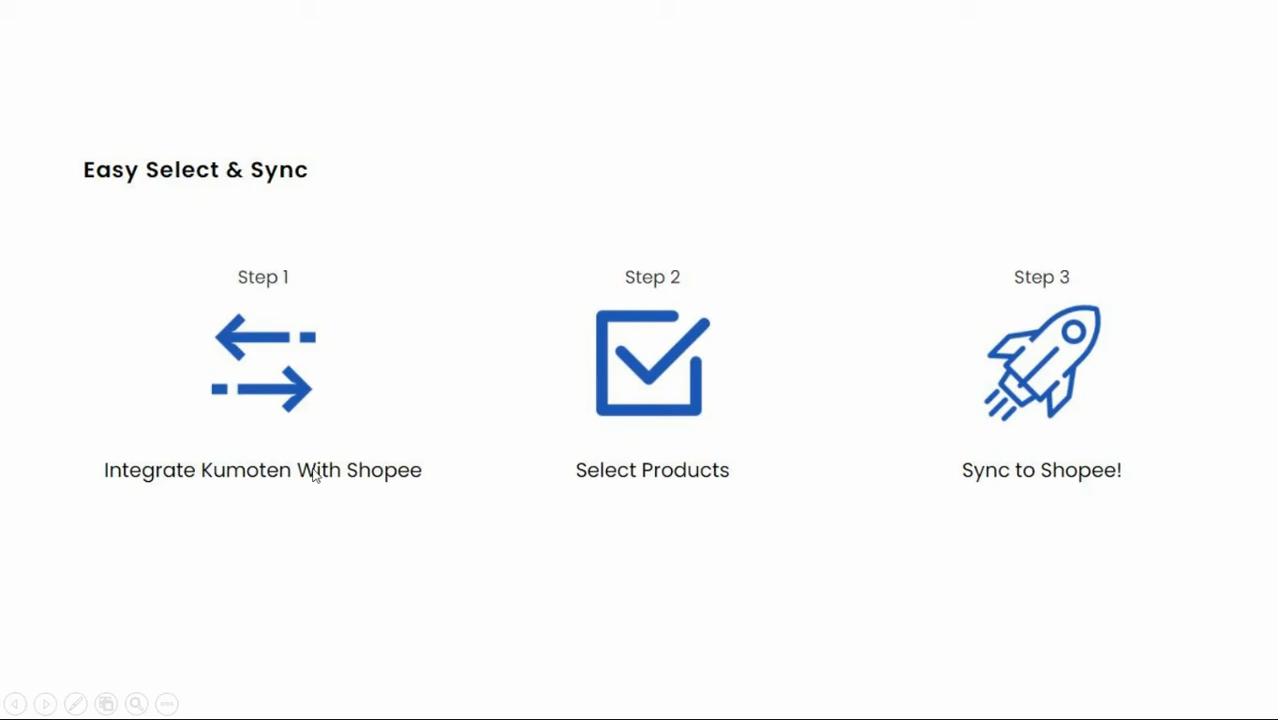 Easy Select & Sync
Step 1
Integrate Kumoten With Shopee
Step 2
Select Products
Step 3
Sync to Shopee!